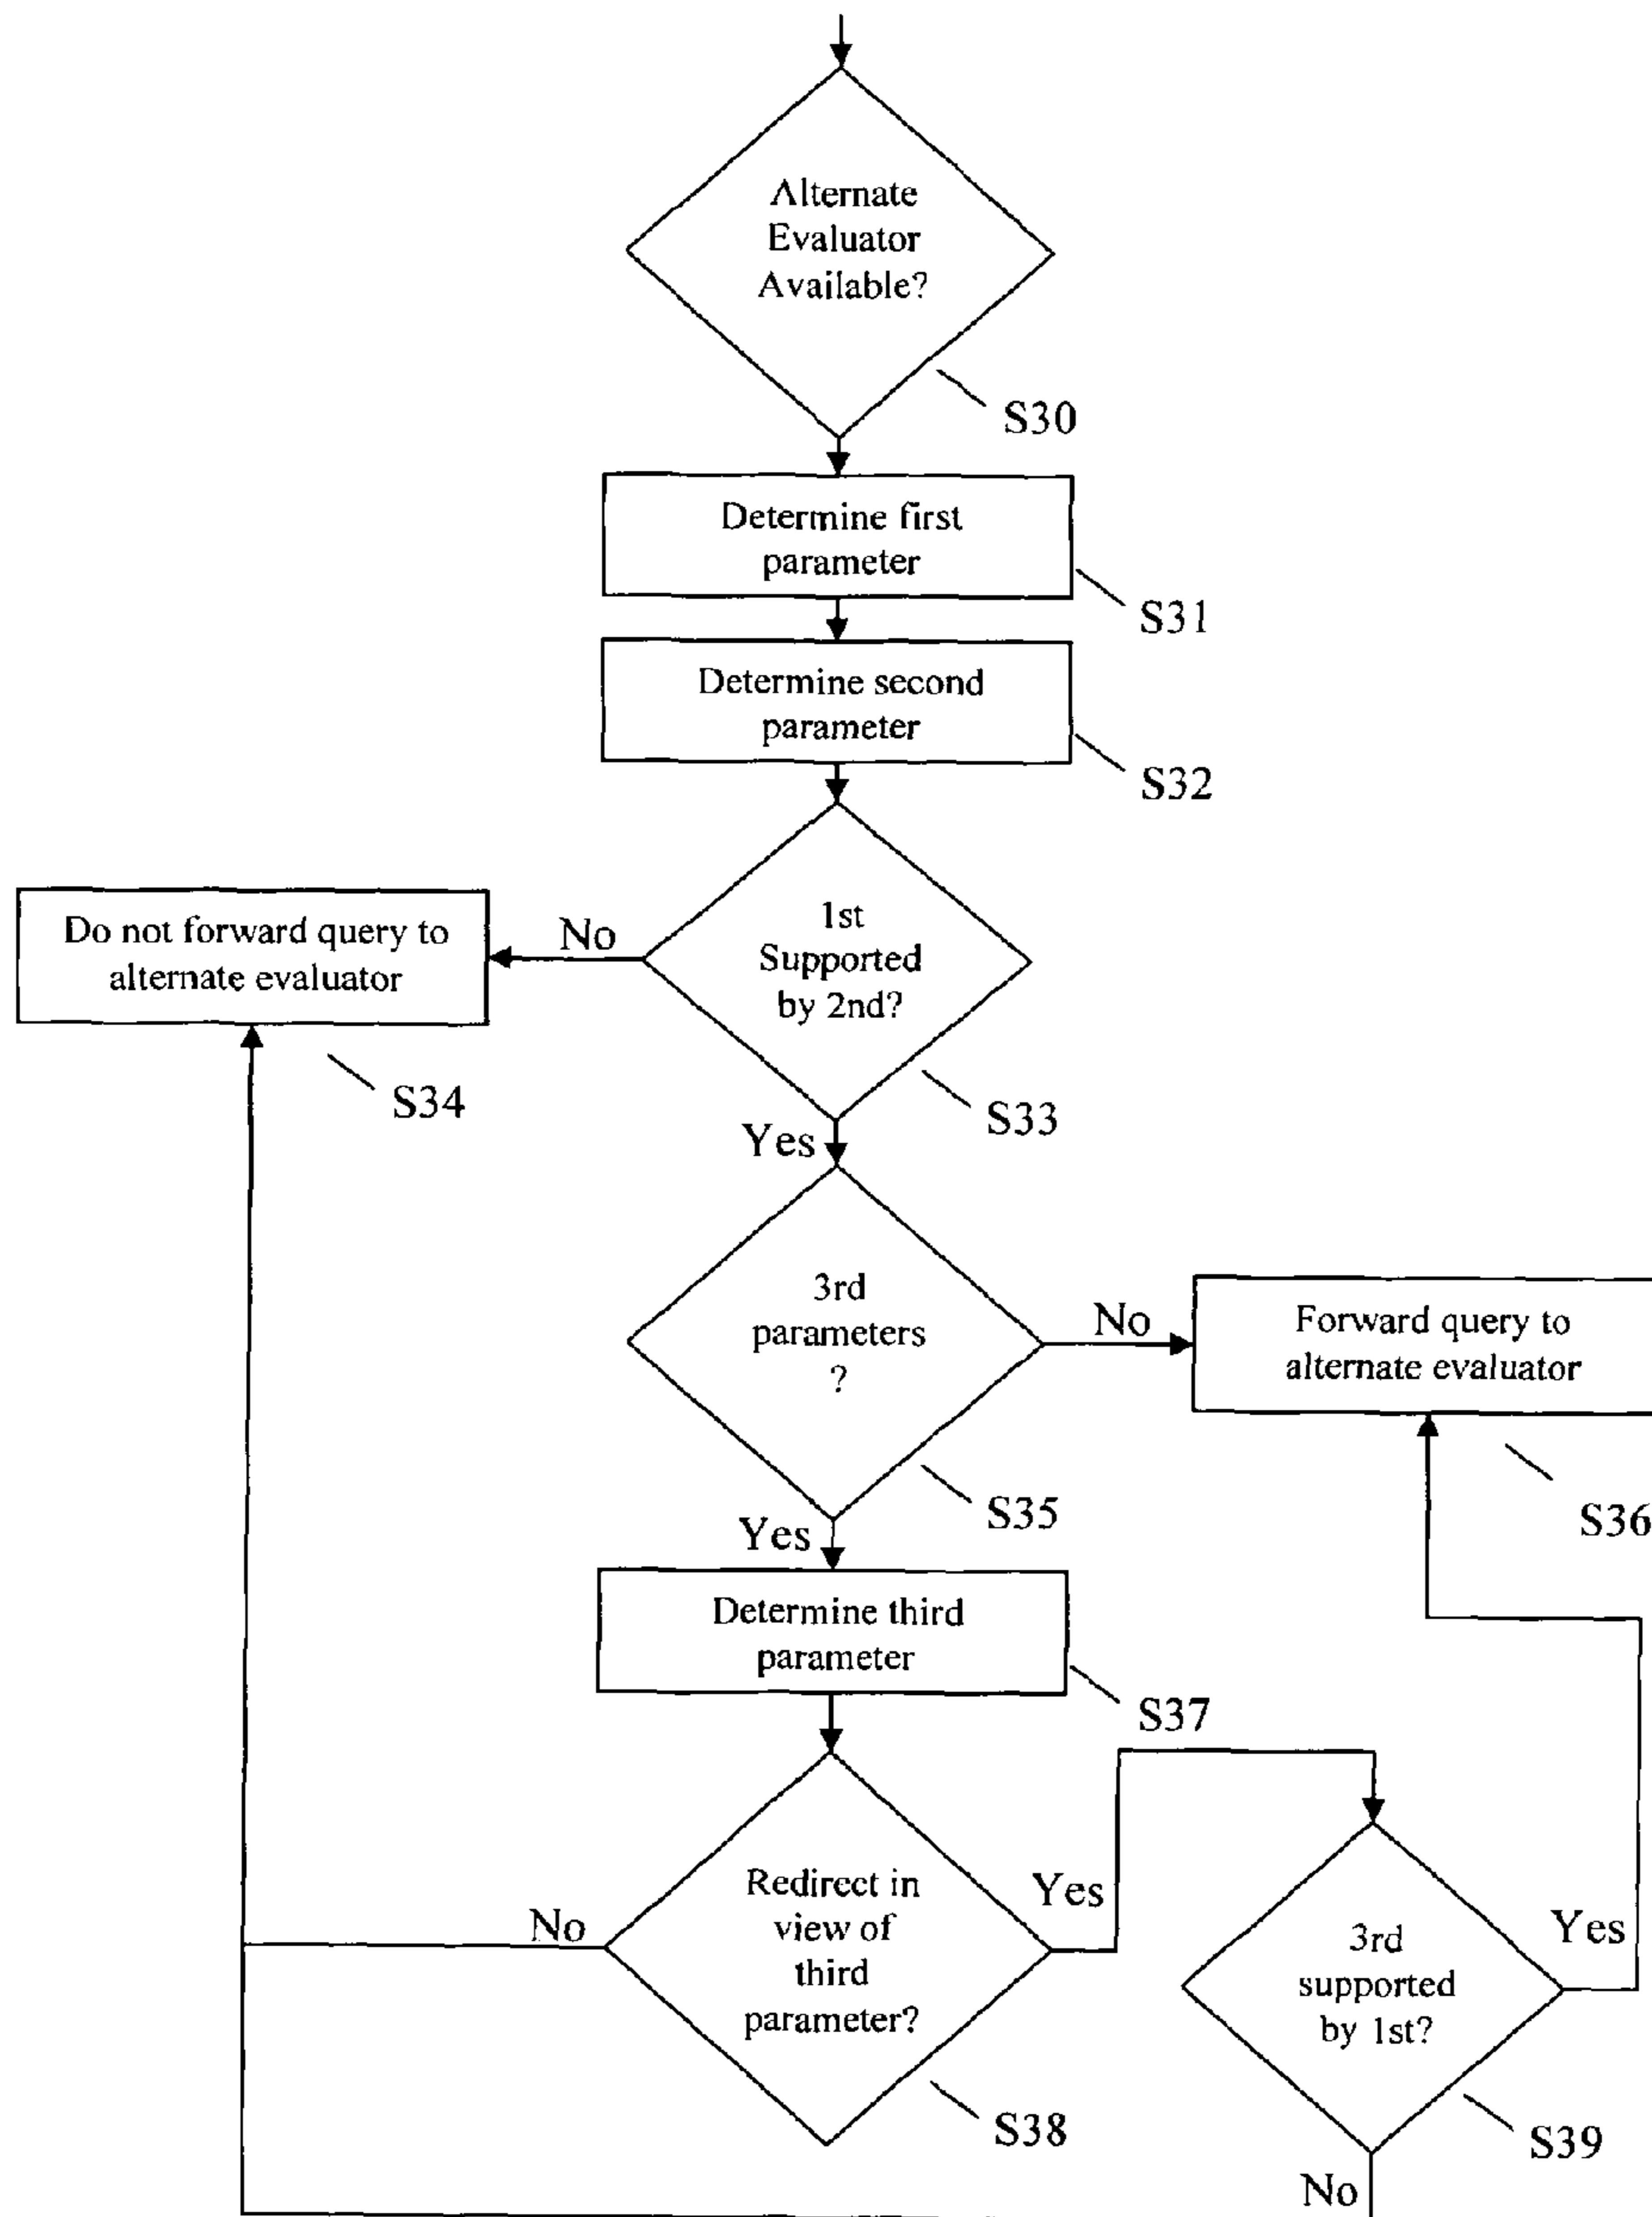 Alternate
Evaluator
Available?
S30
Determine first
parameter
S31
Determine second
parameter
S32
1st
Supported
by 2nd?
S33
No
Do not forward query to
alternate evaluator
S34
Yes
3rd
parameters
?
S35
No
Forward query to
alternate evaluator
S36
Yes
Determine third
parameter
S37
Redirect in
view of
third
parameter?
S38
No
Yes
3rd
supported
by 1st?
S39
Yes
No